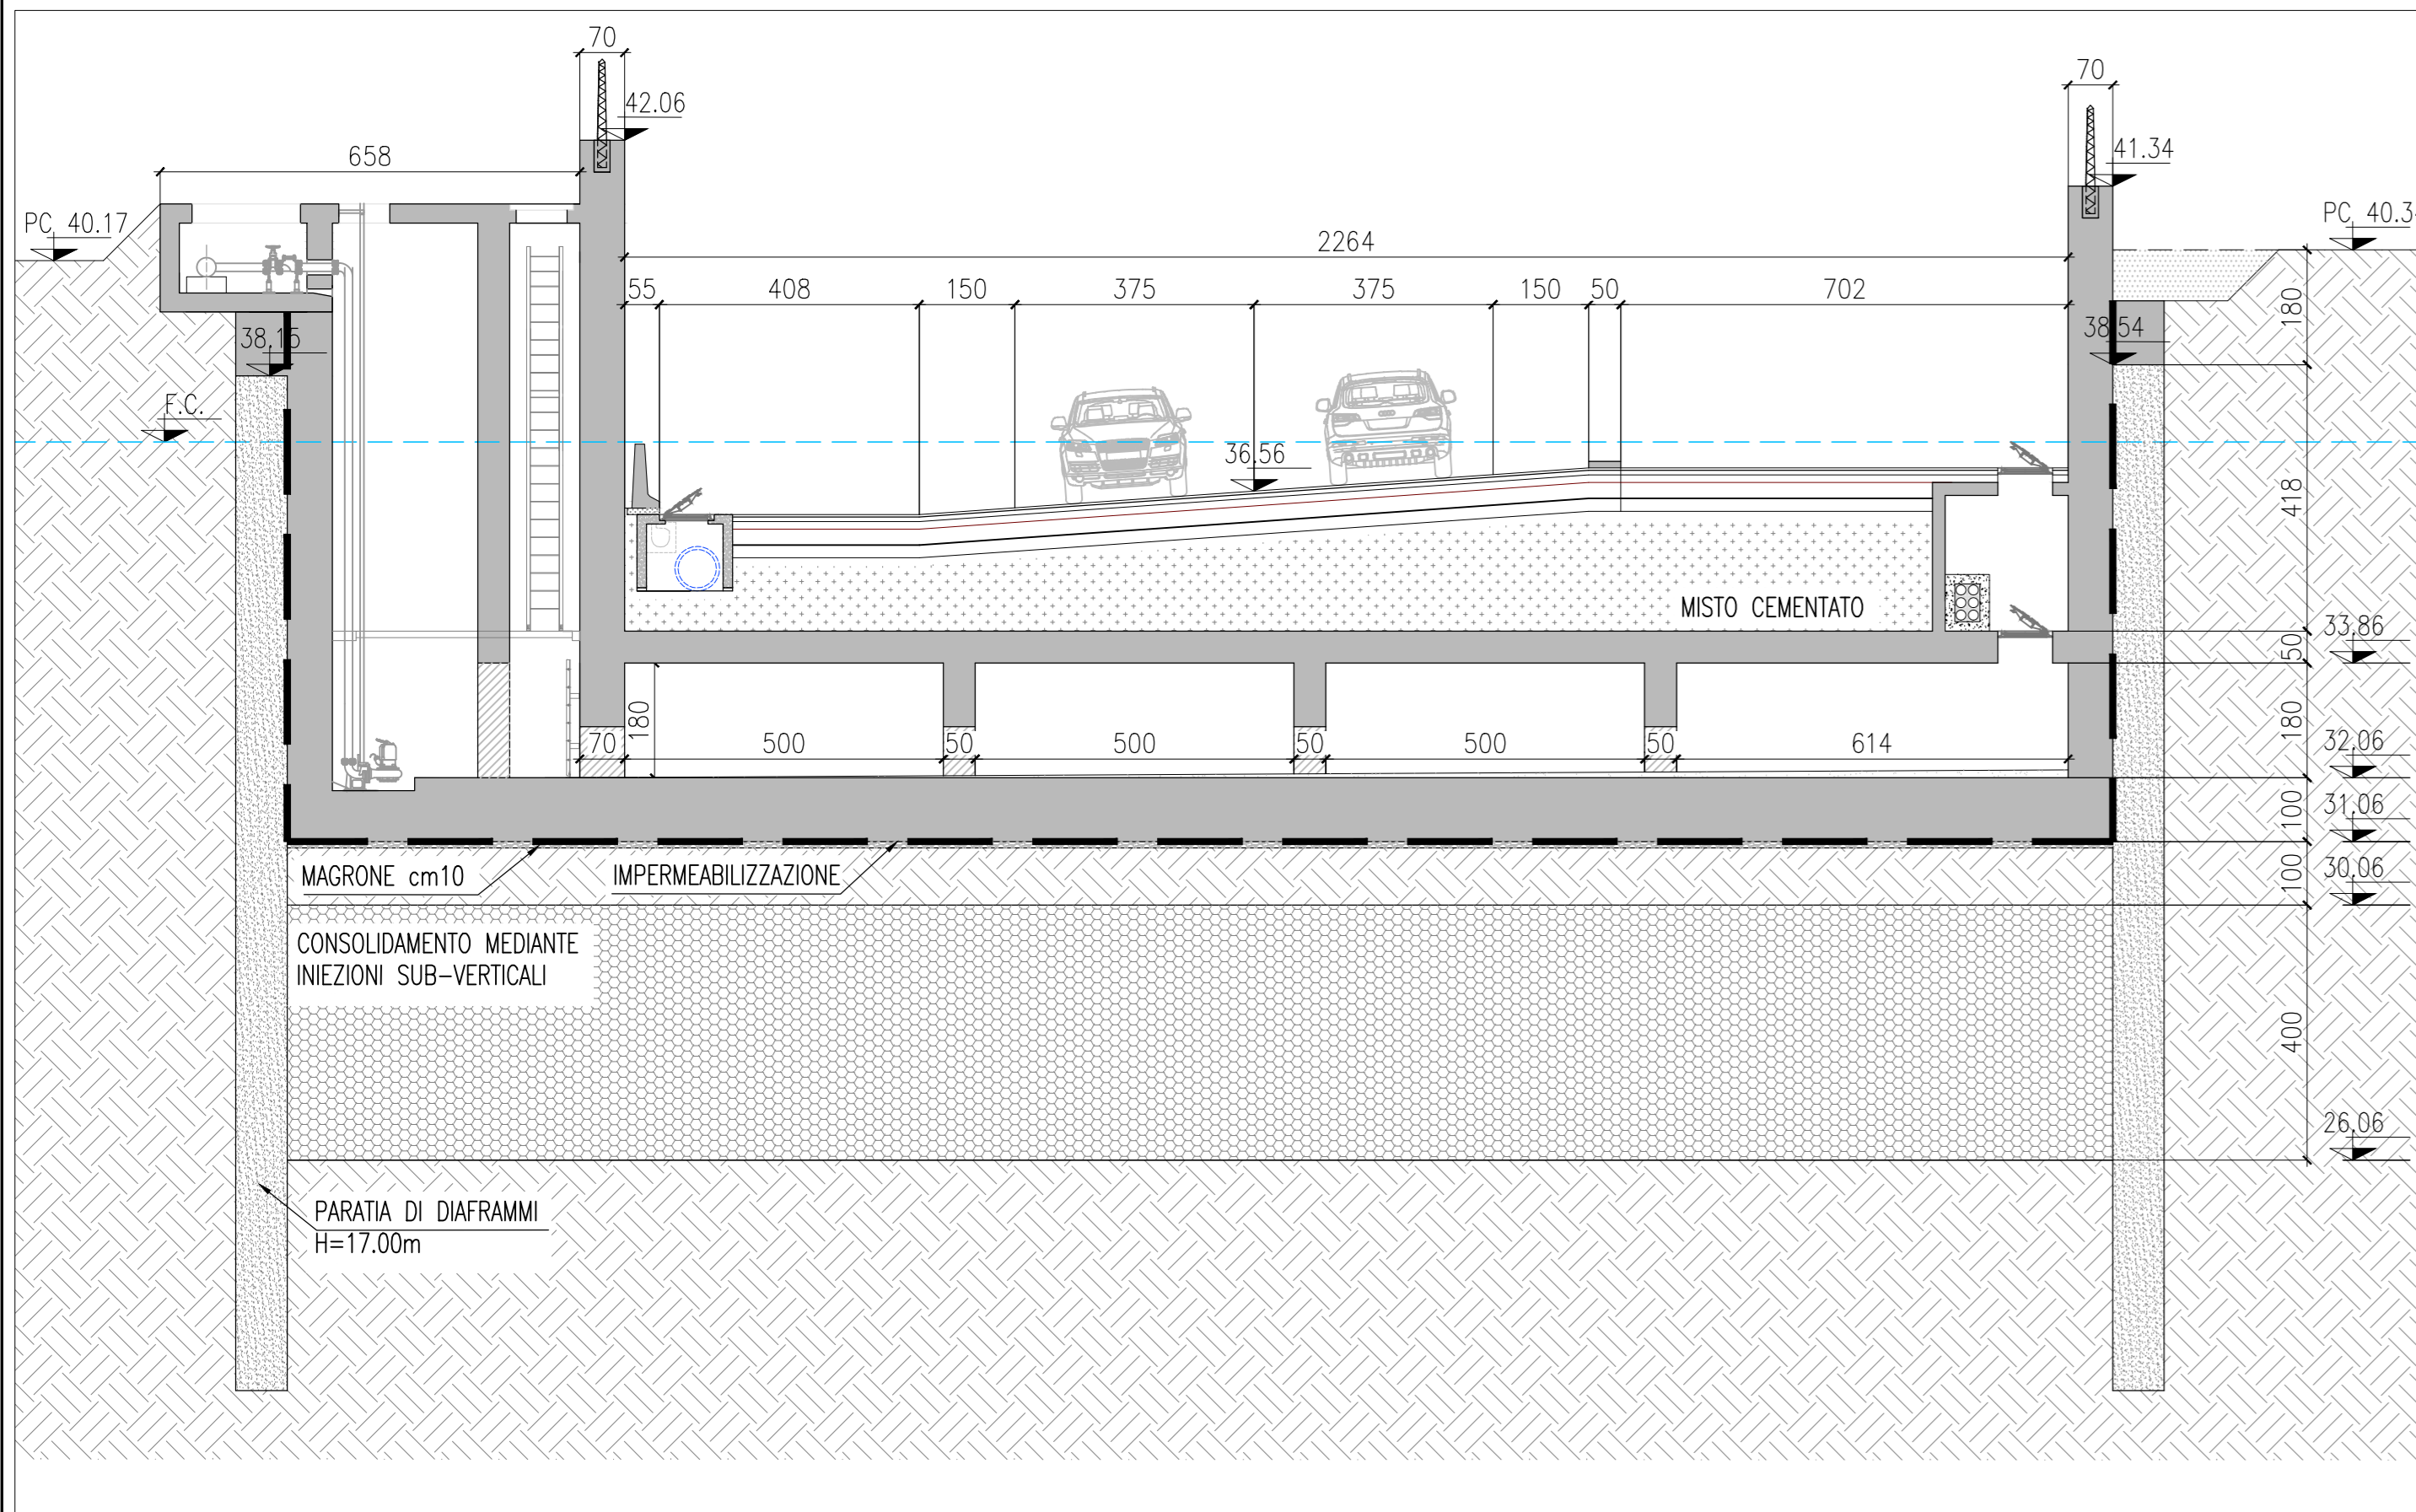 70
70
42.06
658
41.34
PC 40.17
PC 40.3
2264
55 408 150 375 375 150 50 702
180
38.15
38.54
F.C.
36.56
418
MISTO CEMENTATO
33.86
50
180
70 500 50 500 50 500 50 614
180
32.06
31.06
100
MAGRONE cm10
IMPERMEABILIZZAZIONE
100
30.06
CONSOLIDAMENTO MEDIANTE
INIEZIONI SUB-VERTICALI
400
26.06
PARATIA DI DIAFRAMMI
H=17.00m